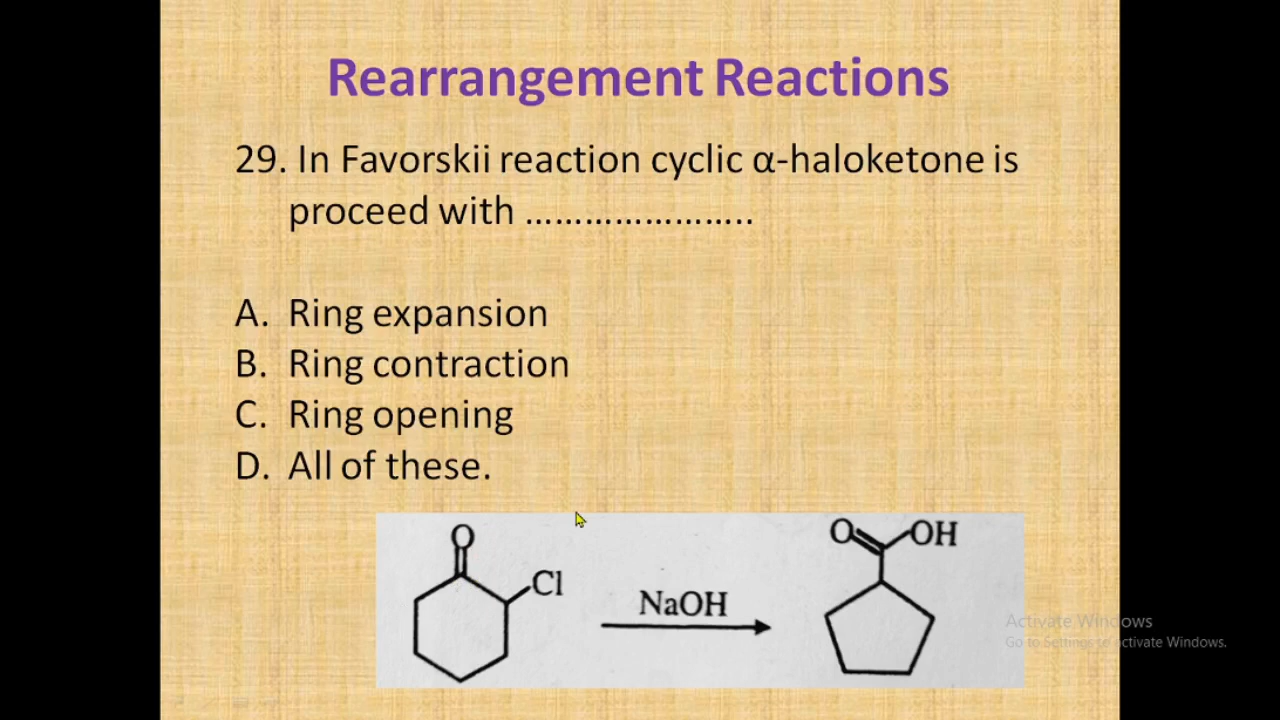 Rearrangement Reactions
29. In Favorskii reaction cyclic α-haloketone is
proceed with …………………..
A. Ring expansion
B. Ring contraction
C. Ring opening
D. All of these.
O
Cl
NaOH
O OH
Activate Windows
Go to Settings to activate Windows.